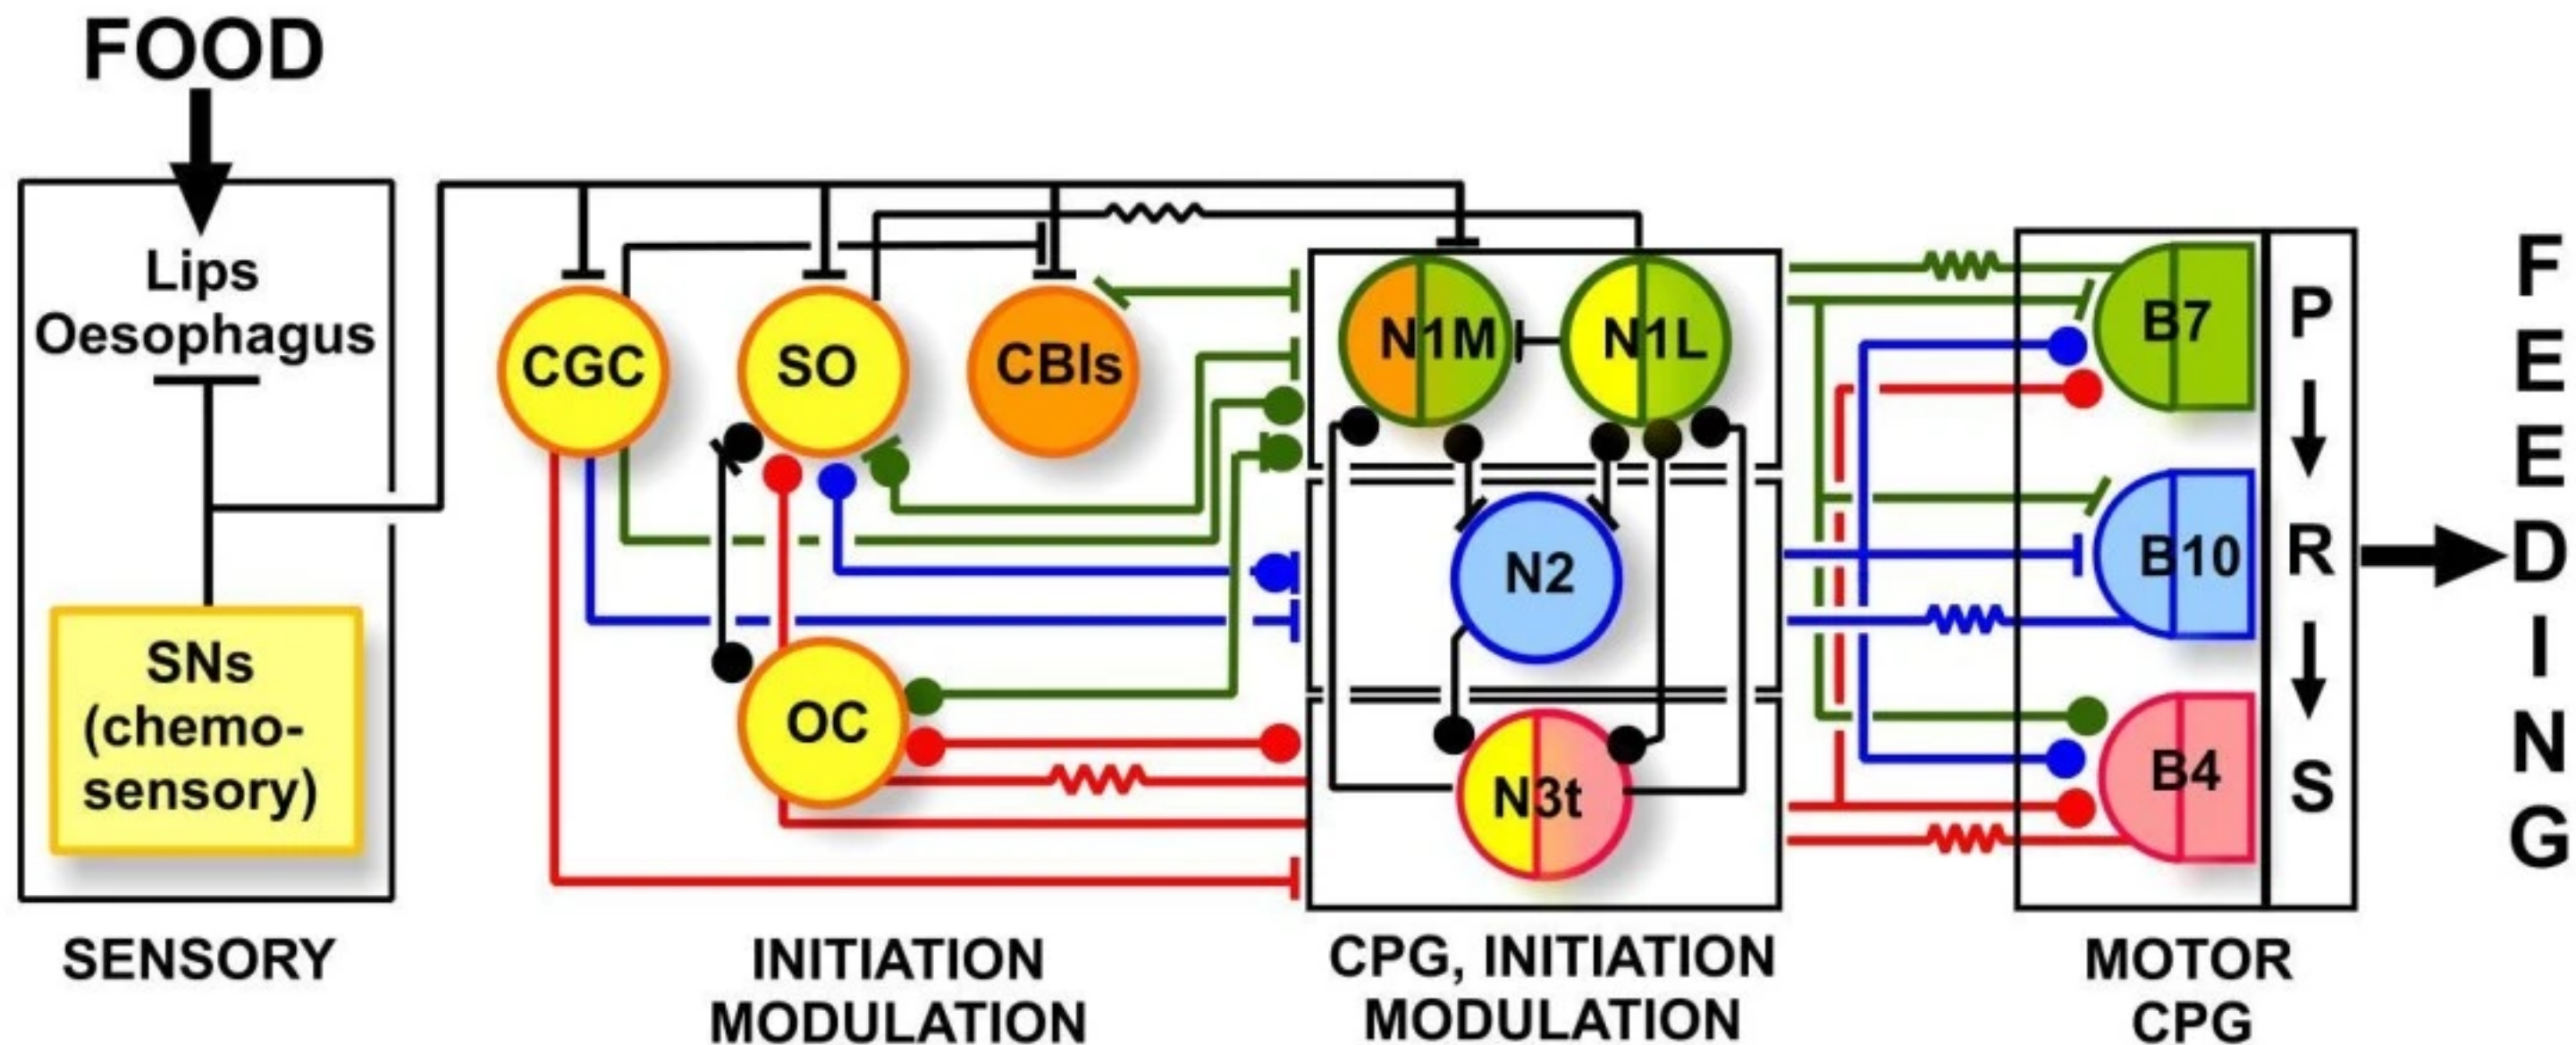 FOOD
Lips
Oesophagus
SNs
(chemo-
sensory)
SENSORY
CGC
SO
CBIs
OC
INITIATION
MODULATION
N1M
N1L
N2
N3t
CPG, INITIATION
MODULATION
B7
B10
B4
P
R
S
MOTOR
CPG
FEEDING